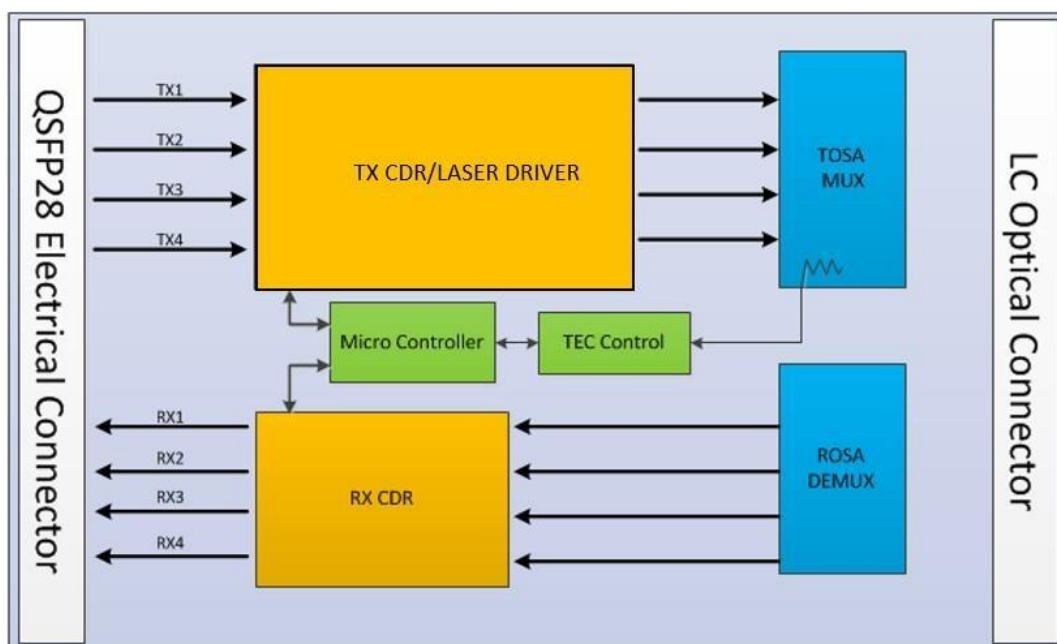 QSFP28 Electrical Connector
TX1
TX2
TX3
TX4
TX CDR/LASER DRIVER
TOSA
MUX
LC Optical Connector
Micro Controller
TEC Control
RX1
RX2
RX3
RX4
RX CDR
ROSA
DEMUX